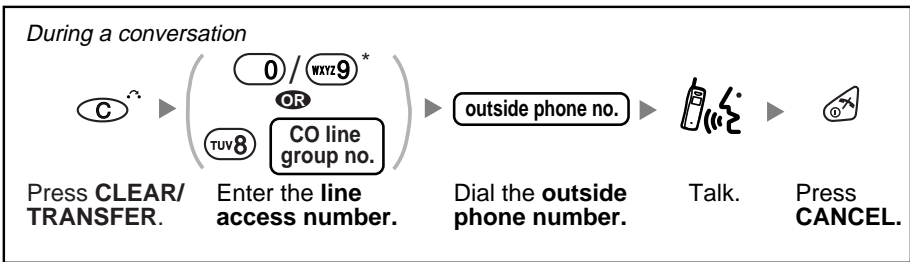 During a conversation
0 / WXYZ9 *
OR
C
TUV8 CO line group no.
outside phone no.
Press CLEAR/
TRANSFER.
Enter the line
access number.
Dial the outside
phone number.
Talk.
Press
CANCEL.